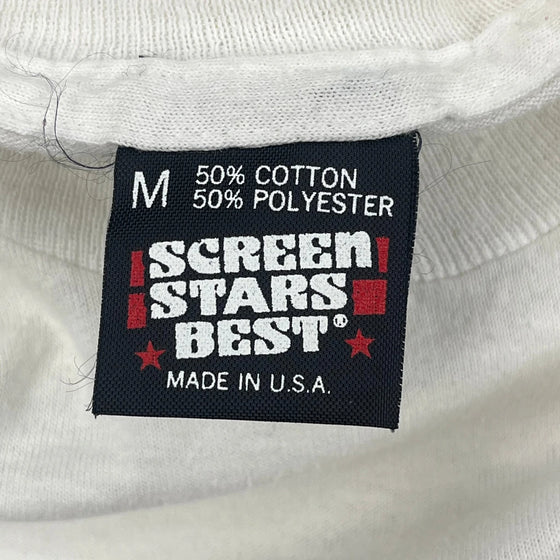 M 50% COTTON
50% POLYESTER
SCREEN
STARS
BEST®
MADE IN U.S.A.